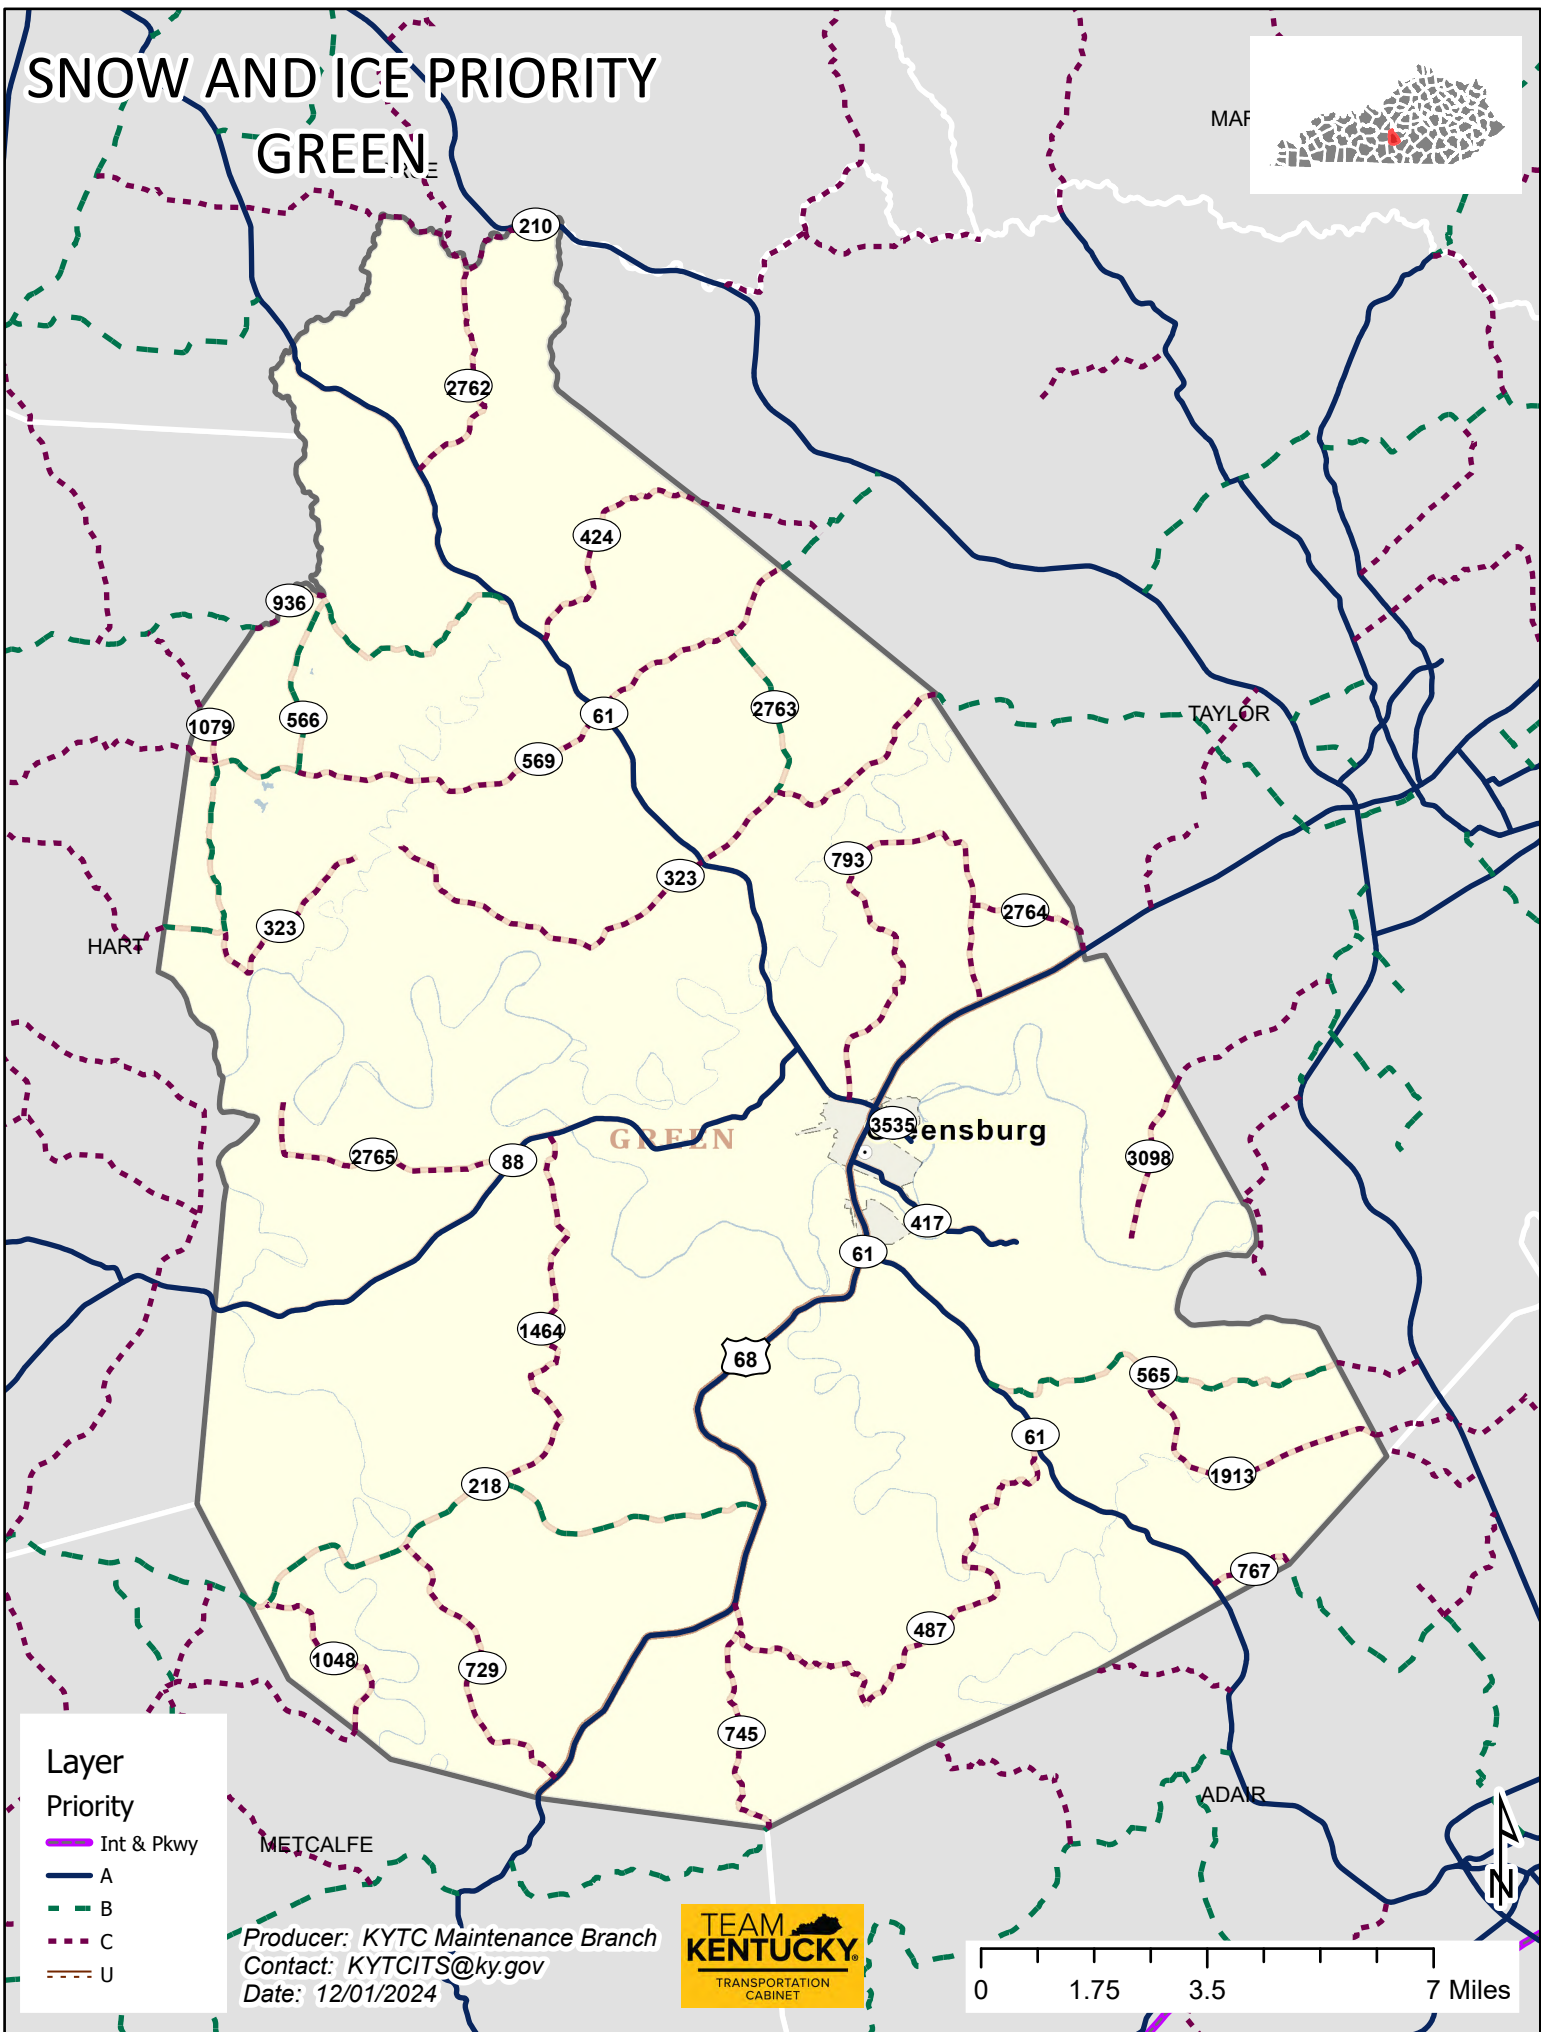 SNOW AND ICE PRIORITY
GREEN
210
2762
424
936
1079
566
61
2763
569
793
323
323
2764
TAYLOR
HART
GREEN
3535
Greensburg
2765
88
3098
417
61
1464
68
565
61
218
1913
767
487
1048
729
745
ADAIR
METCALFE
Layer
Priority
Int & Pkwy
A
B
C
U
Producer: KYTC Maintenance Branch
Contact: KYTCITS@ky.gov
Date: 12/01/2024
TEAM
KENTUCKY®
TRANSPORTATION
CABINET
N
0 1.75 3.5 7 Miles